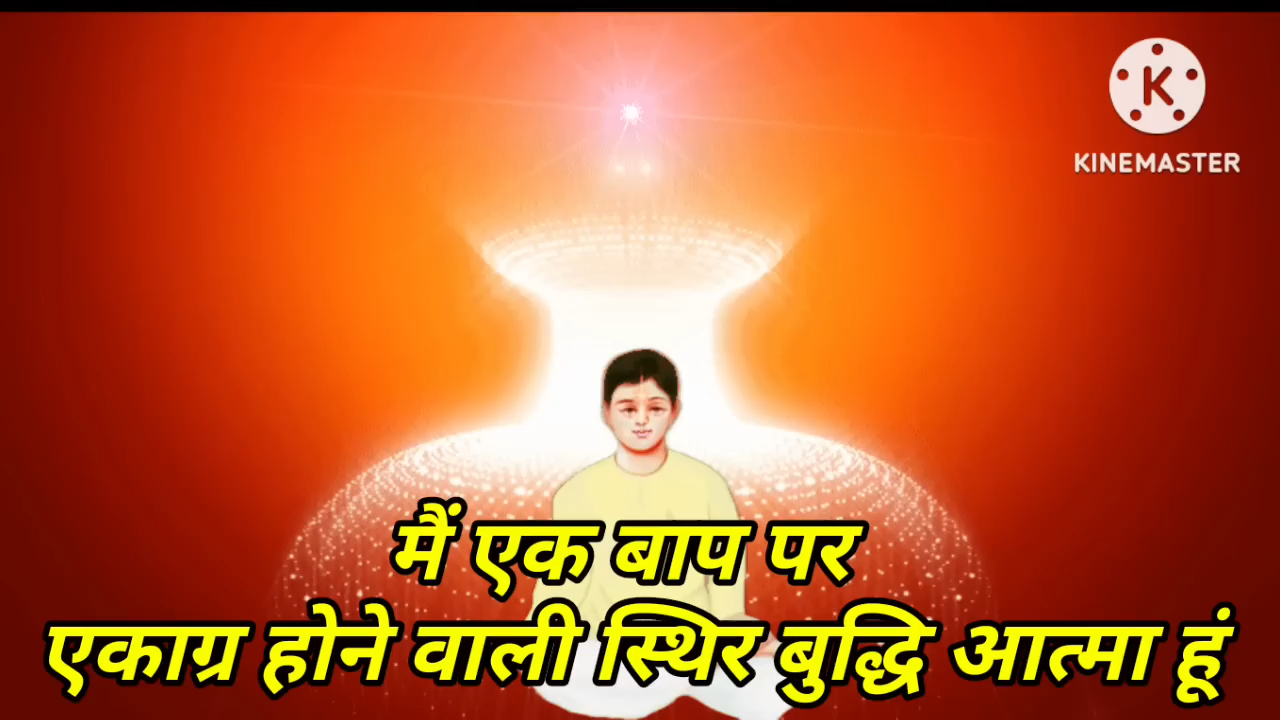 K
KINEMASTER
मैं एक बाप पर
एकाग्र होने वाली स्थिर बुद्धि आत्मा हूं